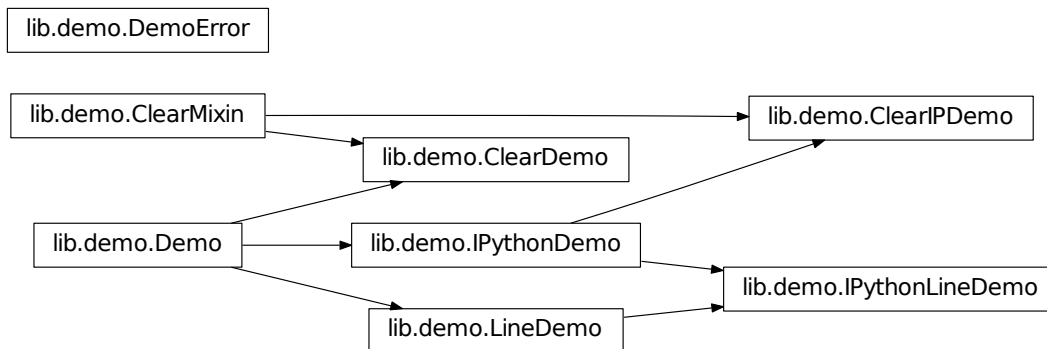 lib.demo.DemoError
lib.demo.ClearMixin
lib.demo.ClearIPDemo
lib.demo.ClearDemo
lib.demo.Demo
lib.demo.IPythonDemo
lib.demo.IPythonLineDemo
lib.demo.LineDemo